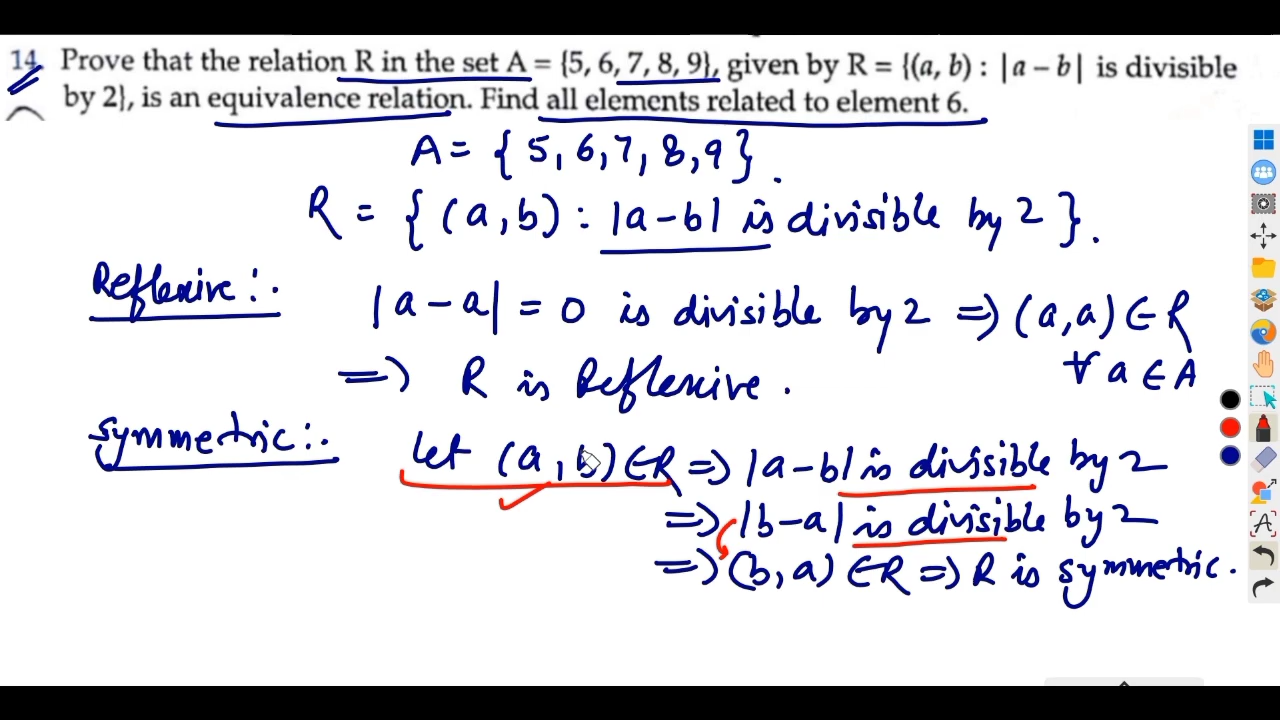 14. Prove that the relation R in the set A = {5, 6, 7, 8, 9}, given by R = {(a, b) : |a – b| is divisible
by 2}, is an equivalence relation. Find all elements related to element 6.
A = {5, 6, 7, 8, 9}.
R = {(a, b) : |a – b| is divisible by 2}.
Reflexive :. |a – a| = 0 is divisible by 2 ⇒ (a, a) ∈ R
∀ a ∈ A
⇒ R is Reflexive.
Symmetric :. let (a, b) ∈ R ⇒ |a – b| is divisible by 2
⇒ |b – a| is divisible by 2
⇒ (b, a) ∈ R ⇒ R is symmetric.